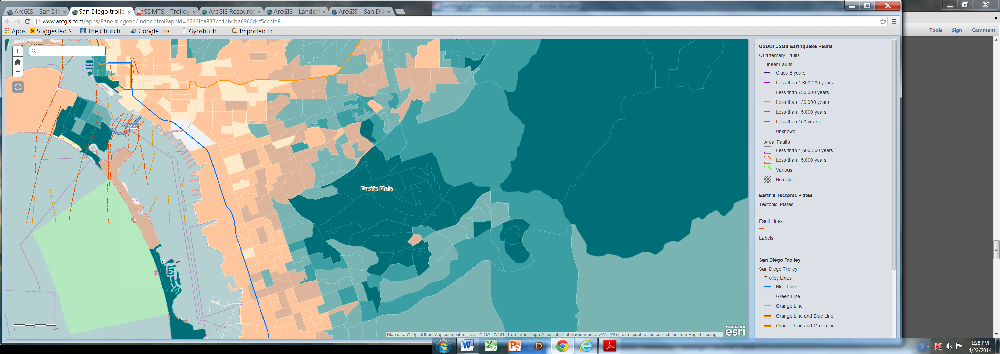 ArcGIS - San Die
San Diego trolle
SDMTS - Trolley
ArcGIS Resource
ArcGIS - Landsat
ArcGIS - San Die
www.arcgis.com/apps/PanelsLegend/index.html?appid=4244fea837ce4bb4ba6960d4f5ccbfd8
Apps Suggested S... The Church ... Google Tra... Gyoshu Jr. ... Imported Fr...
Tools Sign Comment
+
−
CA 75
Pacific Plate
0 1 2km
Map data © OpenStreetMap contributors, CC-BY-SA | ©2013 Esri | San Diego Association of Governments (SANDAG), with updates and corrections from Rupert Essing...
POWERED BY
esri
USDOI USGS Earthquake Faults
Quarternary Faults
Linear Faults
Class B years
Less than 1,600,000 years
Less than 750,000 years
Less than 130,000 years
Less than 15,000 years
Less than 150 years
Unknown
Areal Faults
Less than 1,600,000 years
Less than 15,000 years
Various
No data
Earth's Tectonic Plates
Tectonic_Plates
Fault Lines
Labels
San Diego Trolley
San Diego Trolley
Trolley Lines
Blue Line
Green Line
Orange Line
Orange Line and Blue Line
Orange Line and Green Line
1:28 PM
4/22/2014